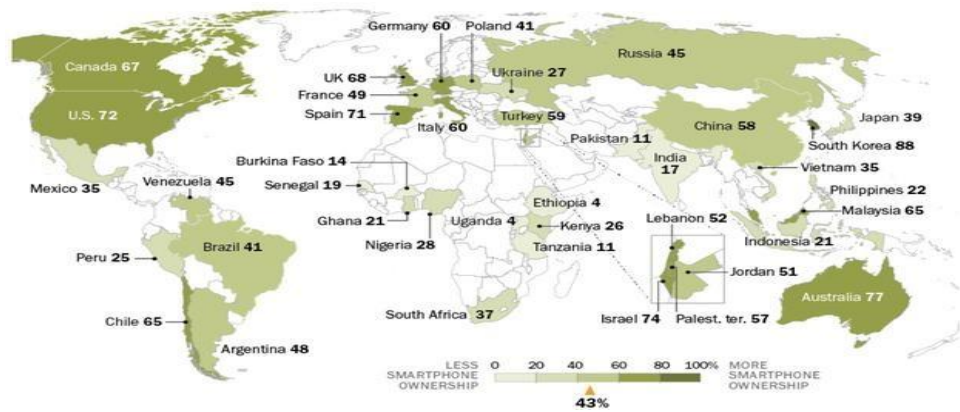 Germany 60
Poland 41
Russia 45
Canada 67
UK 68
Ukraine 27
France 49
U.S. 72
Spain 71
Turkey 59
Italy 60
Japan 39
China 58
Pakistan 11
South Korea 88
Burkina Faso 14
India
17
Vietnam 35
Venezuela 45
Mexico 35
Senegal 19
Philippines 22
Ethiopia 4
Lebanon 52
Malaysia 65
Ghana 21
Uganda 4
Kenya 26
Brazil 41
Nigeria 28
Tanzania 11
Indonesia 21
Peru 25
Jordan 51
Australia 77
South Africa 37
Israel 74
Palest. ter. 57
Chile 65
Argentina 48
LESS
SMARTPHONE
OWNERSHIP
0 20 40 60 80 100%
MORE
SMARTPHONE
OWNERSHIP
43%